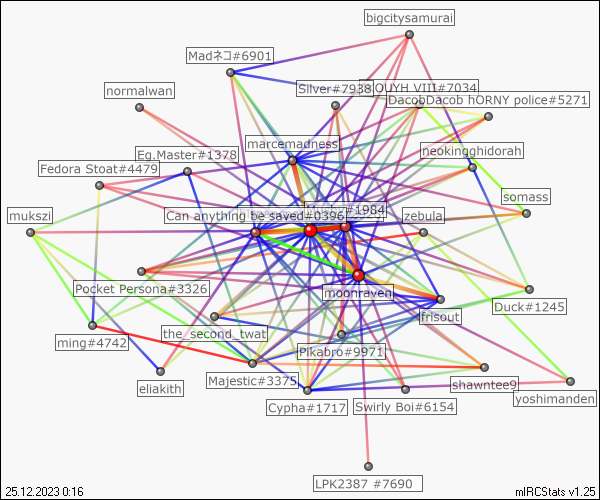 bigcitysamurai
Madネコ#6901
Silver#7938
OUYH VIII#7034
normalwan
DacobDacob hORNY police#5271
marcemadness
neokingghidorah
Eg.Master#1378
Fedora Stoat#4479
somass
mukszi
Can anything be saved#0396
1984
zebula
moonraven
Pocket Persona#3326
Duck#1245
frisout
the_second_twat
ming#4742
Pikabro#9971
eliakith
Majestic#3375
shawntee9
yoshimanden
Cypha#1717
Swirly Boi#6154
LPK2387 #7690
25.12.2023 0:16
mIRCStats v1.25